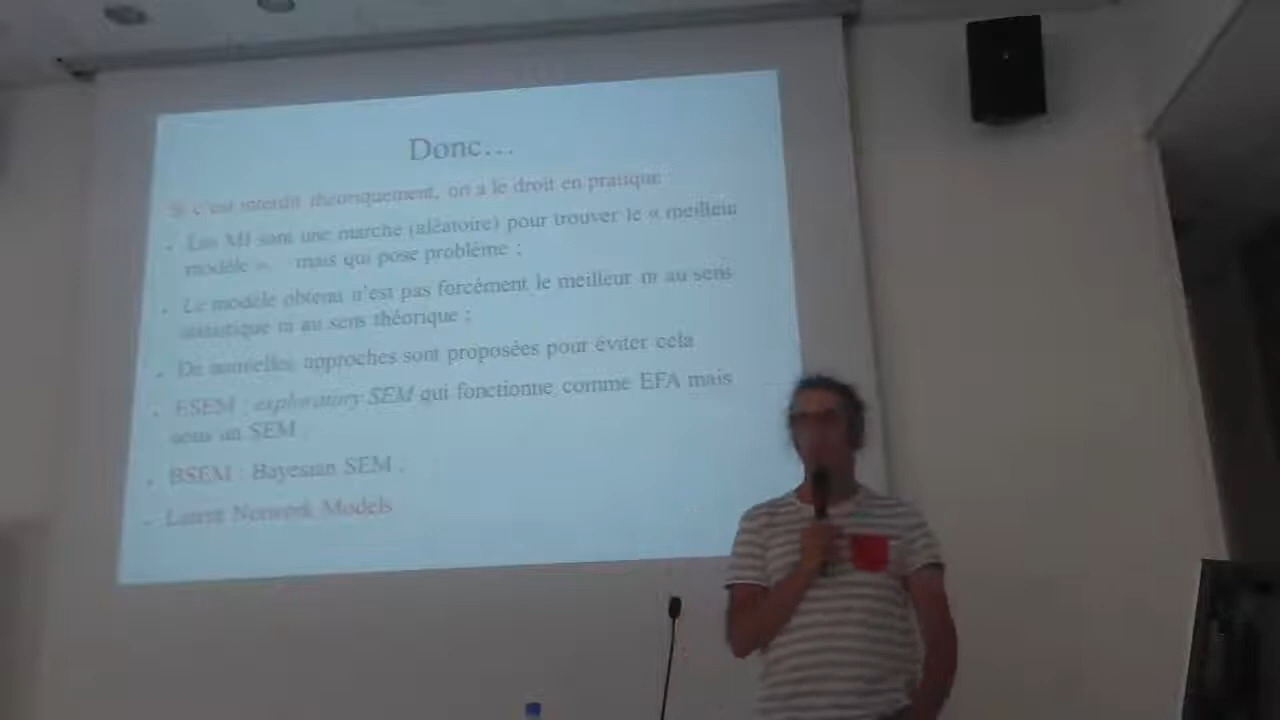 Donc…
Si c'est interdit théoriquement, on a le droit en pratique
Les MI sont une marche (aléatoire) pour trouver le « meilleur
modèle »… mais qui pose problème ;
Le modèle obtenu n'est pas forcément le meilleur ni au sens
statistique ni au sens théorique ;
De nouvelles approches sont proposées pour éviter cela
ESEM : exploratory SEM qui fonctionne comme EFA mais
sous un SEM
BSEM : Bayesian SEM ,
Latent Network Models